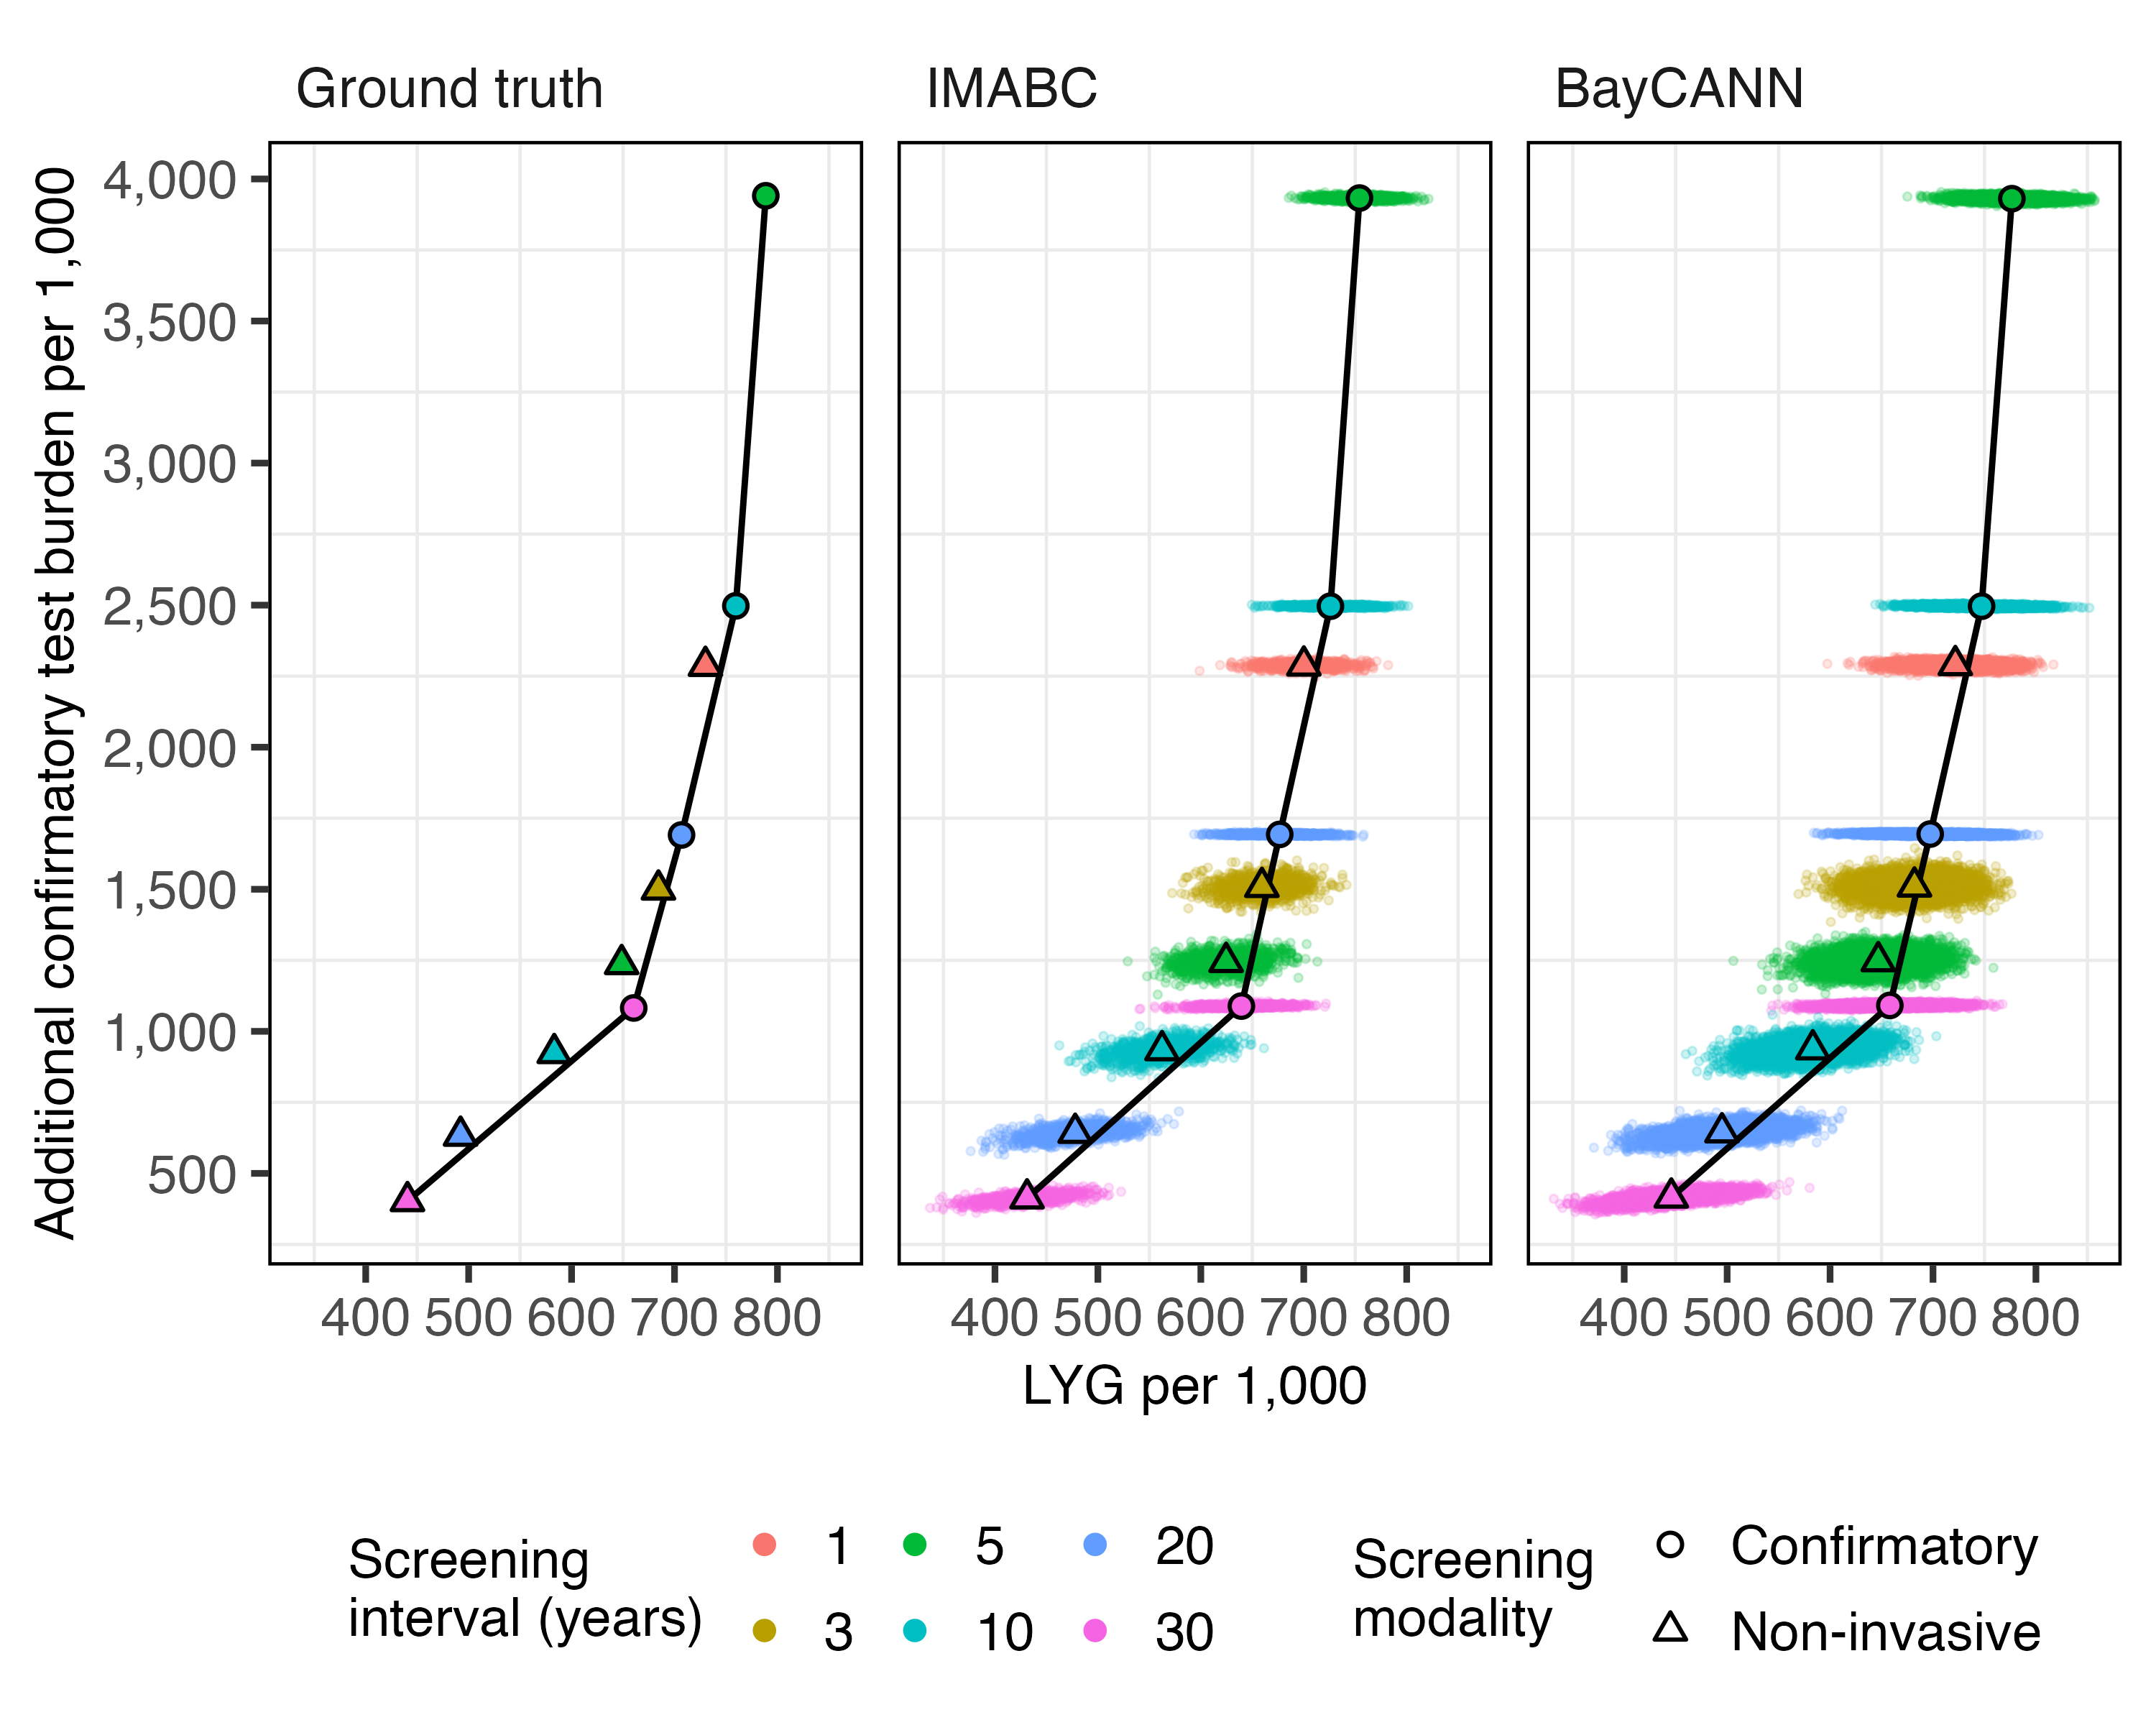 Ground truth
IMABC
BayCANN
Additional confirmatory test burden per 1,000
4,000
3,500
3,000
2,500
2,000
1,500
1,000
500
400 500 600 700 800
400 500 600 700 800
400 500 600 700 800
LYG per 1,000
Screening
interval (years)
1
5
20
3
10
30
Screening
modality
Confirmatory
Non-invasive